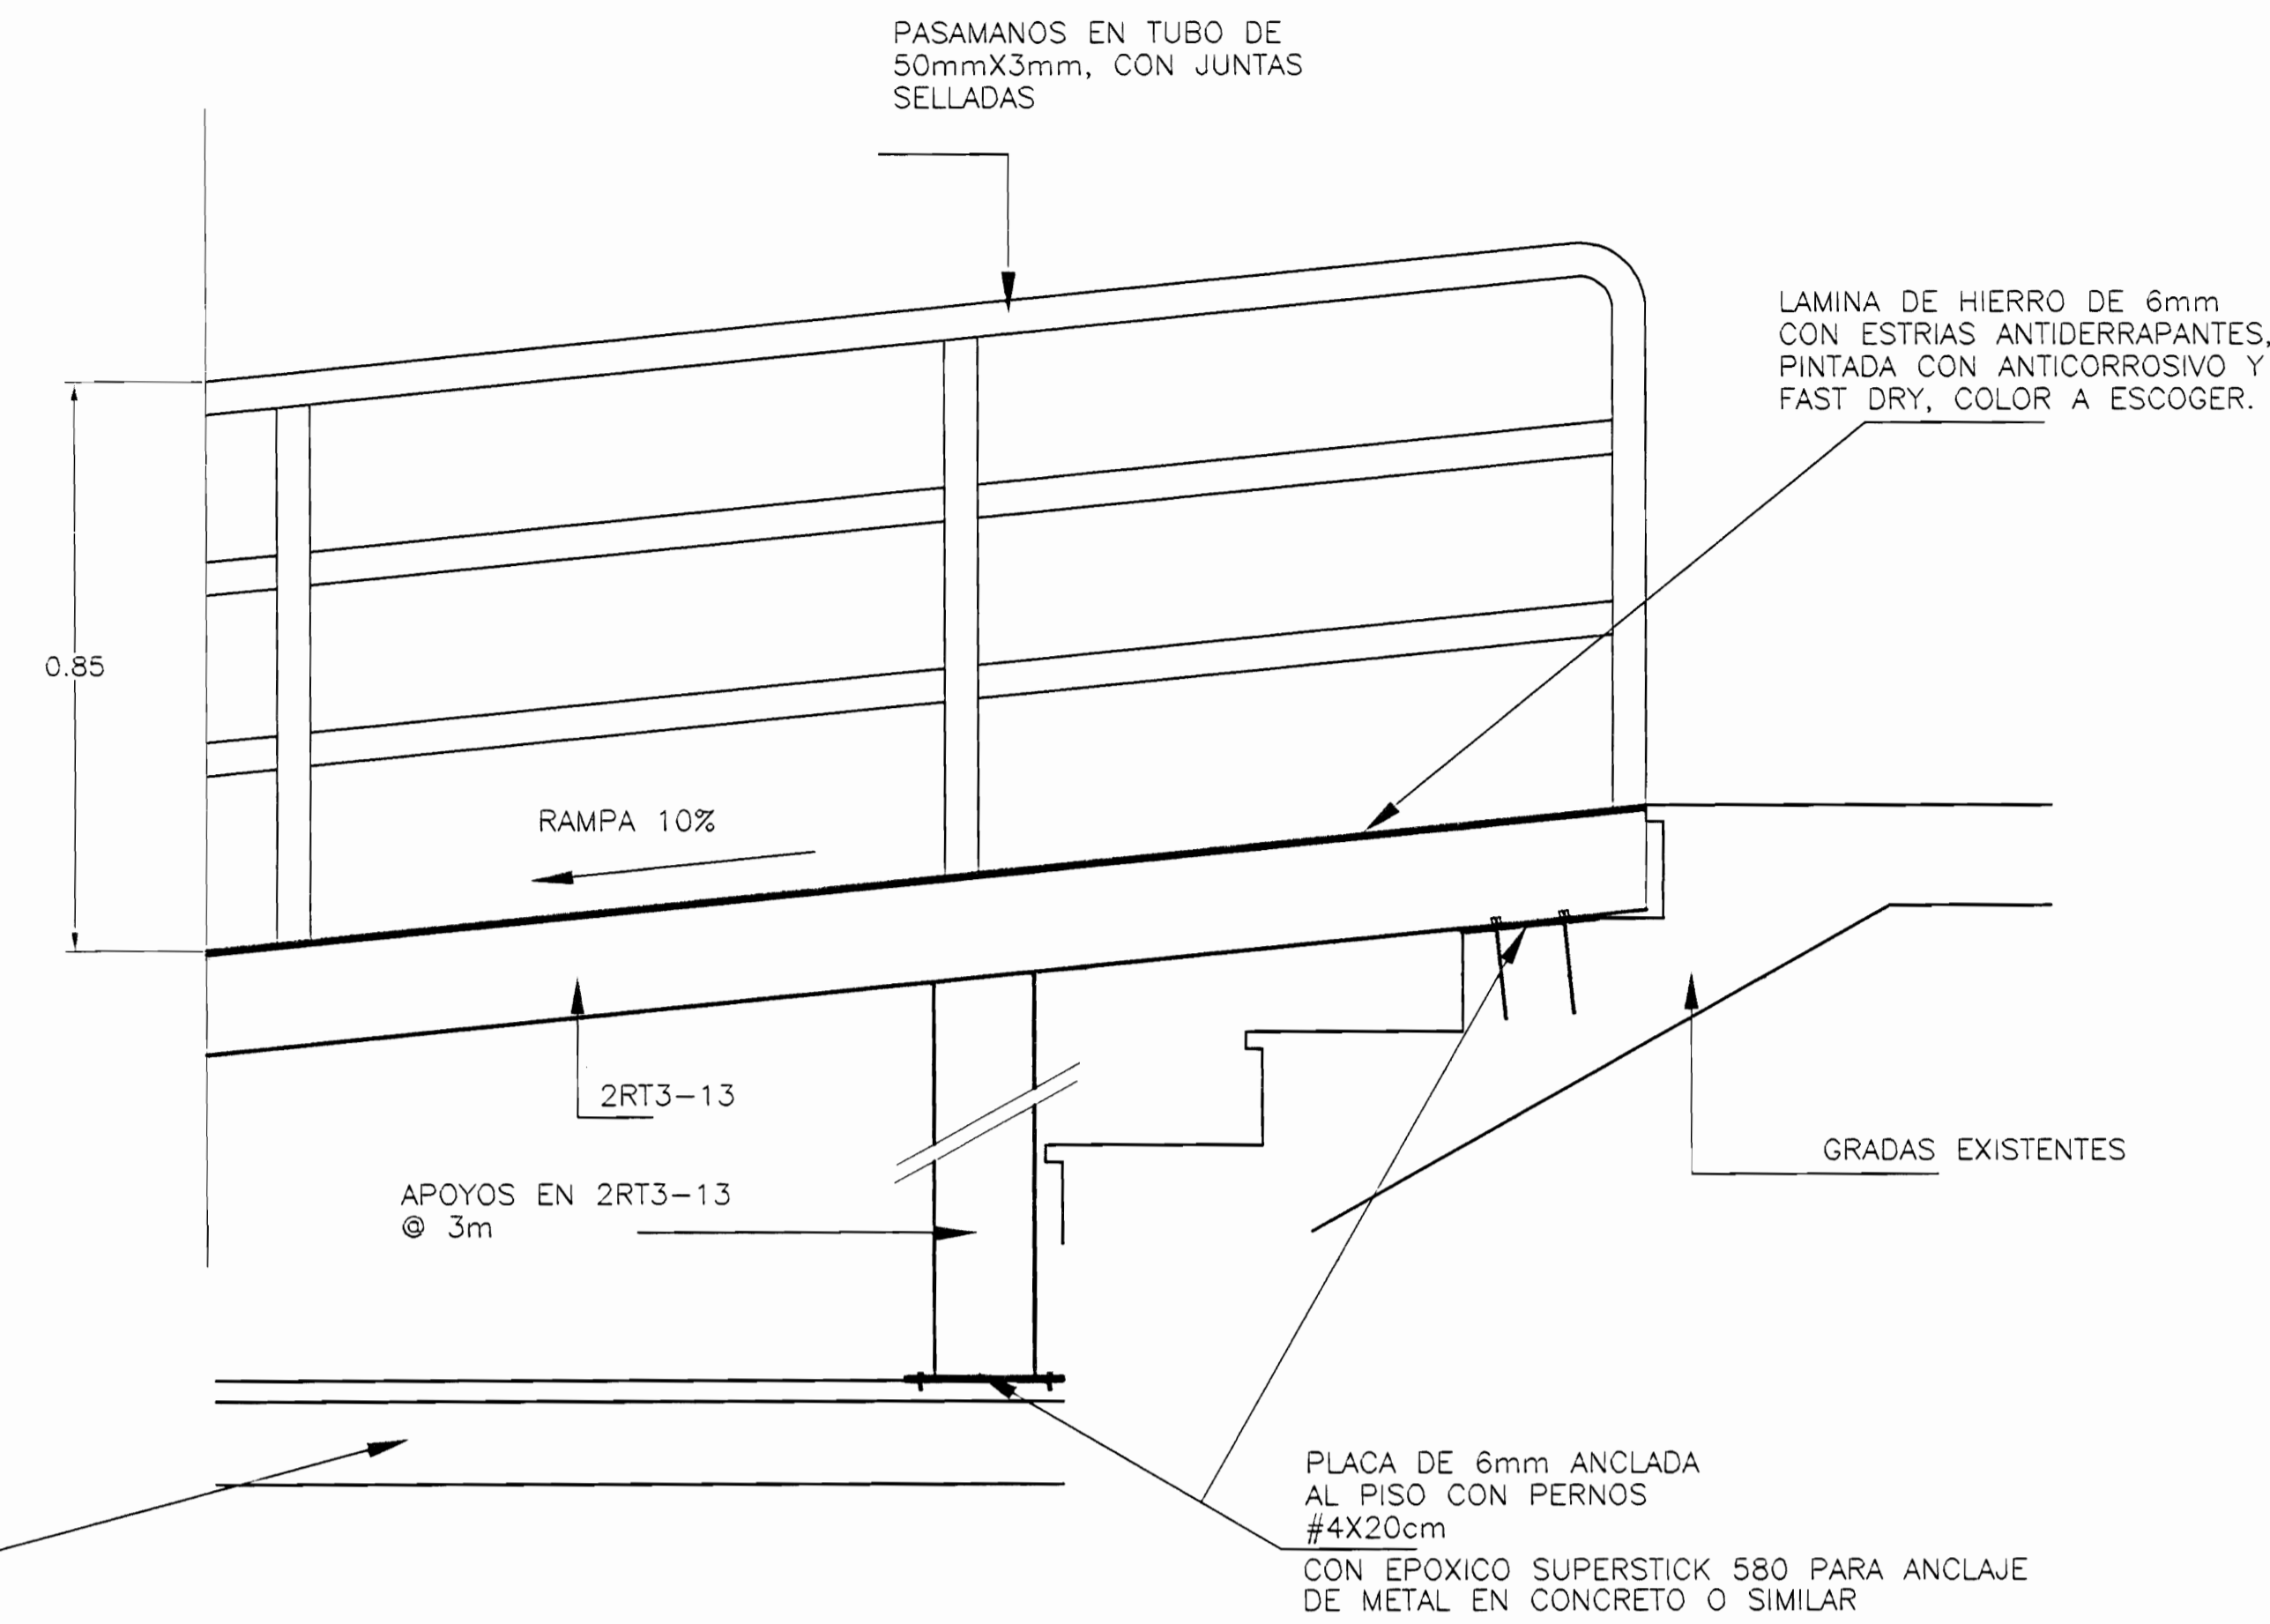 PASAMANOS EN TUBO DE
50mmX3mm, CON JUNTAS
SELLADAS
LAMINA DE HIERRO DE 6mm
CON ESTRIAS ANTIDERRAPANTES,
PINTADA CON ANTICORROSIVO Y
FAST DRY, COLOR A ESCOGER.
0.85
RAMPA 10%
2RT3-13
GRADAS EXISTENTES
APOYOS EN 2RT3-13
@ 3m
PLACA DE 6mm ANCLADA
AL PISO CON PERNOS
#4X20cm
CON EPOXICO SUPERSTICK 580 PARA ANCLAJE
DE METAL EN CONCRETO O SIMILAR